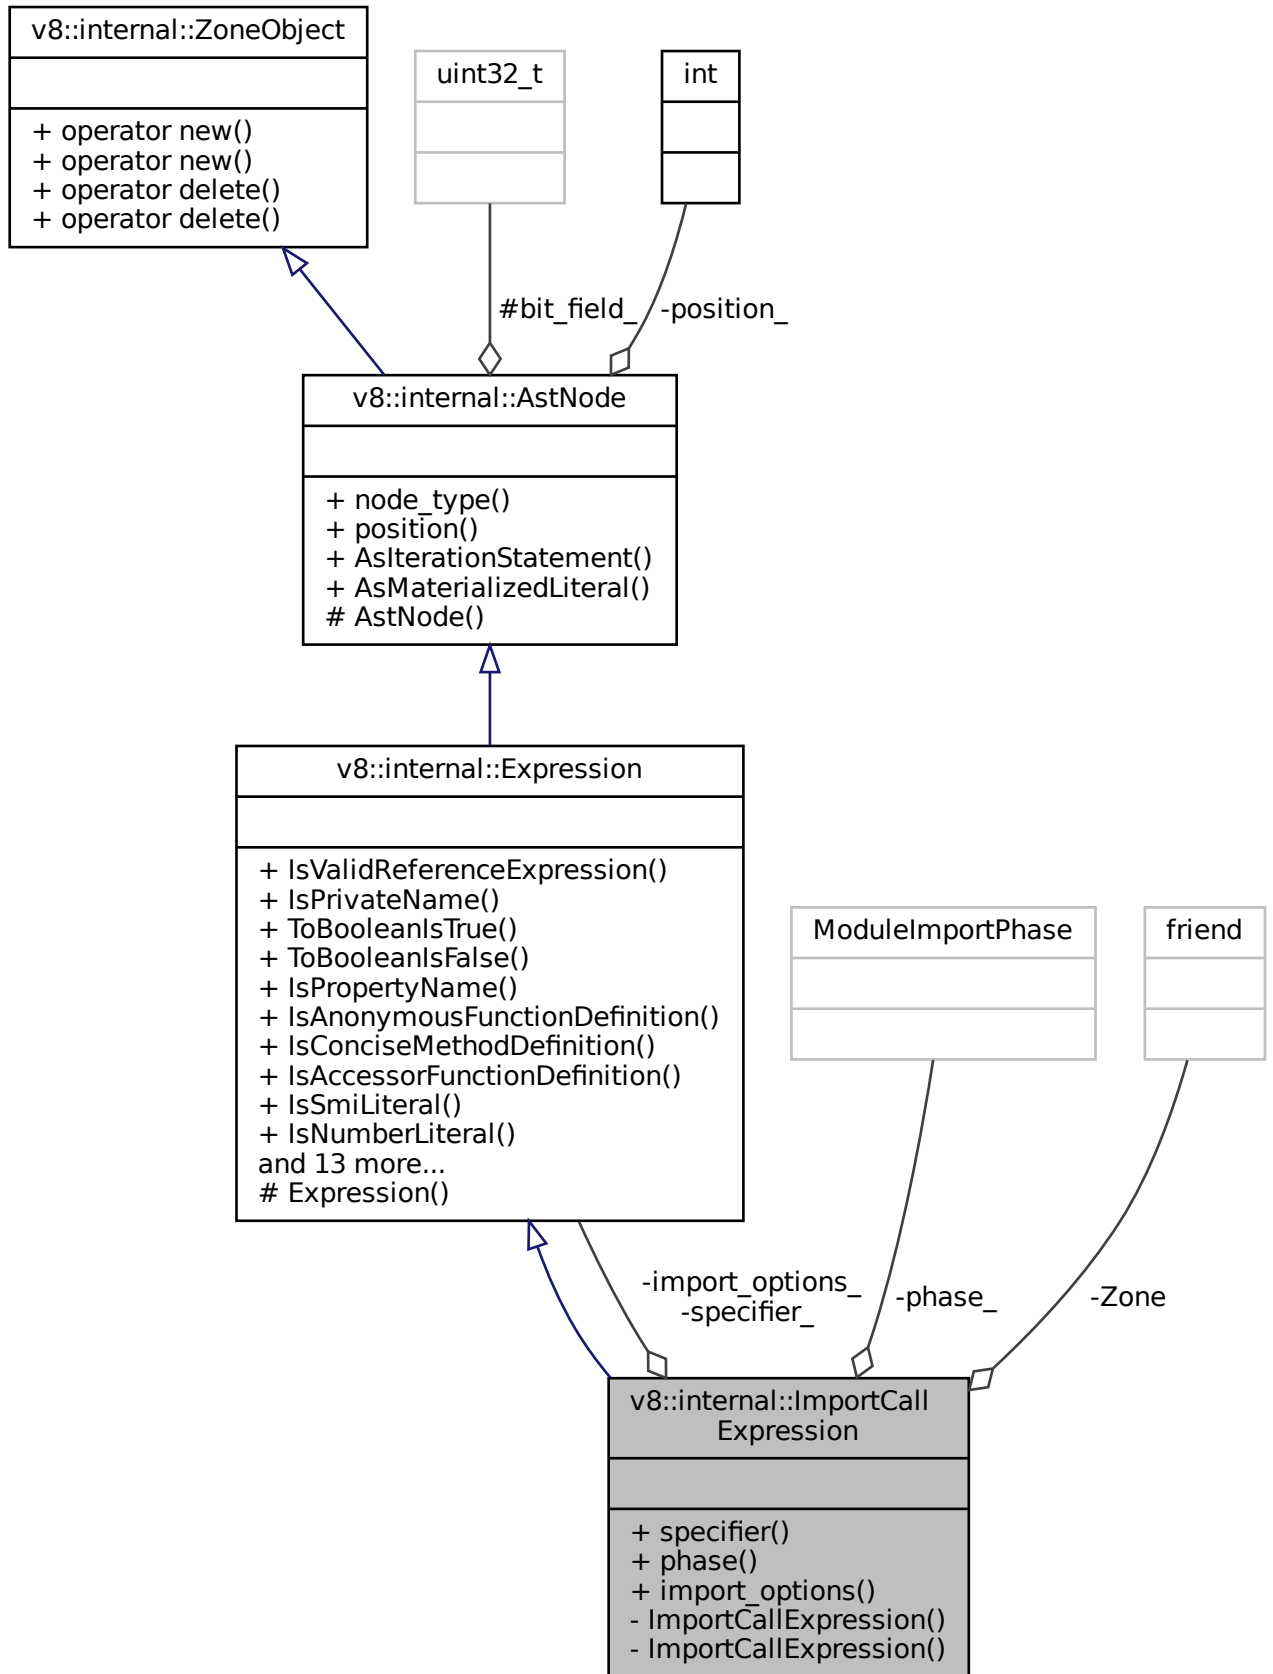 v8::internal::ZoneObject
+ operator new()
+ operator new()
+ operator delete()
+ operator delete()
uint32_t
int
#bit_field_
-position_
v8::internal::AstNode
+ node_type()
+ position()
+ AsIterationStatement()
+ AsMaterializedLiteral()
# AstNode()
v8::internal::Expression
+ IsValidReferenceExpression()
+ IsPrivateName()
+ ToBooleanIsTrue()
+ ToBooleanIsFalse()
+ IsPropertyName()
+ IsAnonymousFunctionDefinition()
+ IsConciseMethodDefinition()
+ IsAccessorFunctionDefinition()
+ IsSmiLiteral()
+ IsNumberLiteral()
and 13 more...
# Expression()
ModuleImportPhase
friend
-import_options_
-specifier_
-phase_
-Zone
v8::internal::ImportCall
Expression
+ specifier()
+ phase()
+ import_options()
- ImportCallExpression()
- ImportCallExpression()